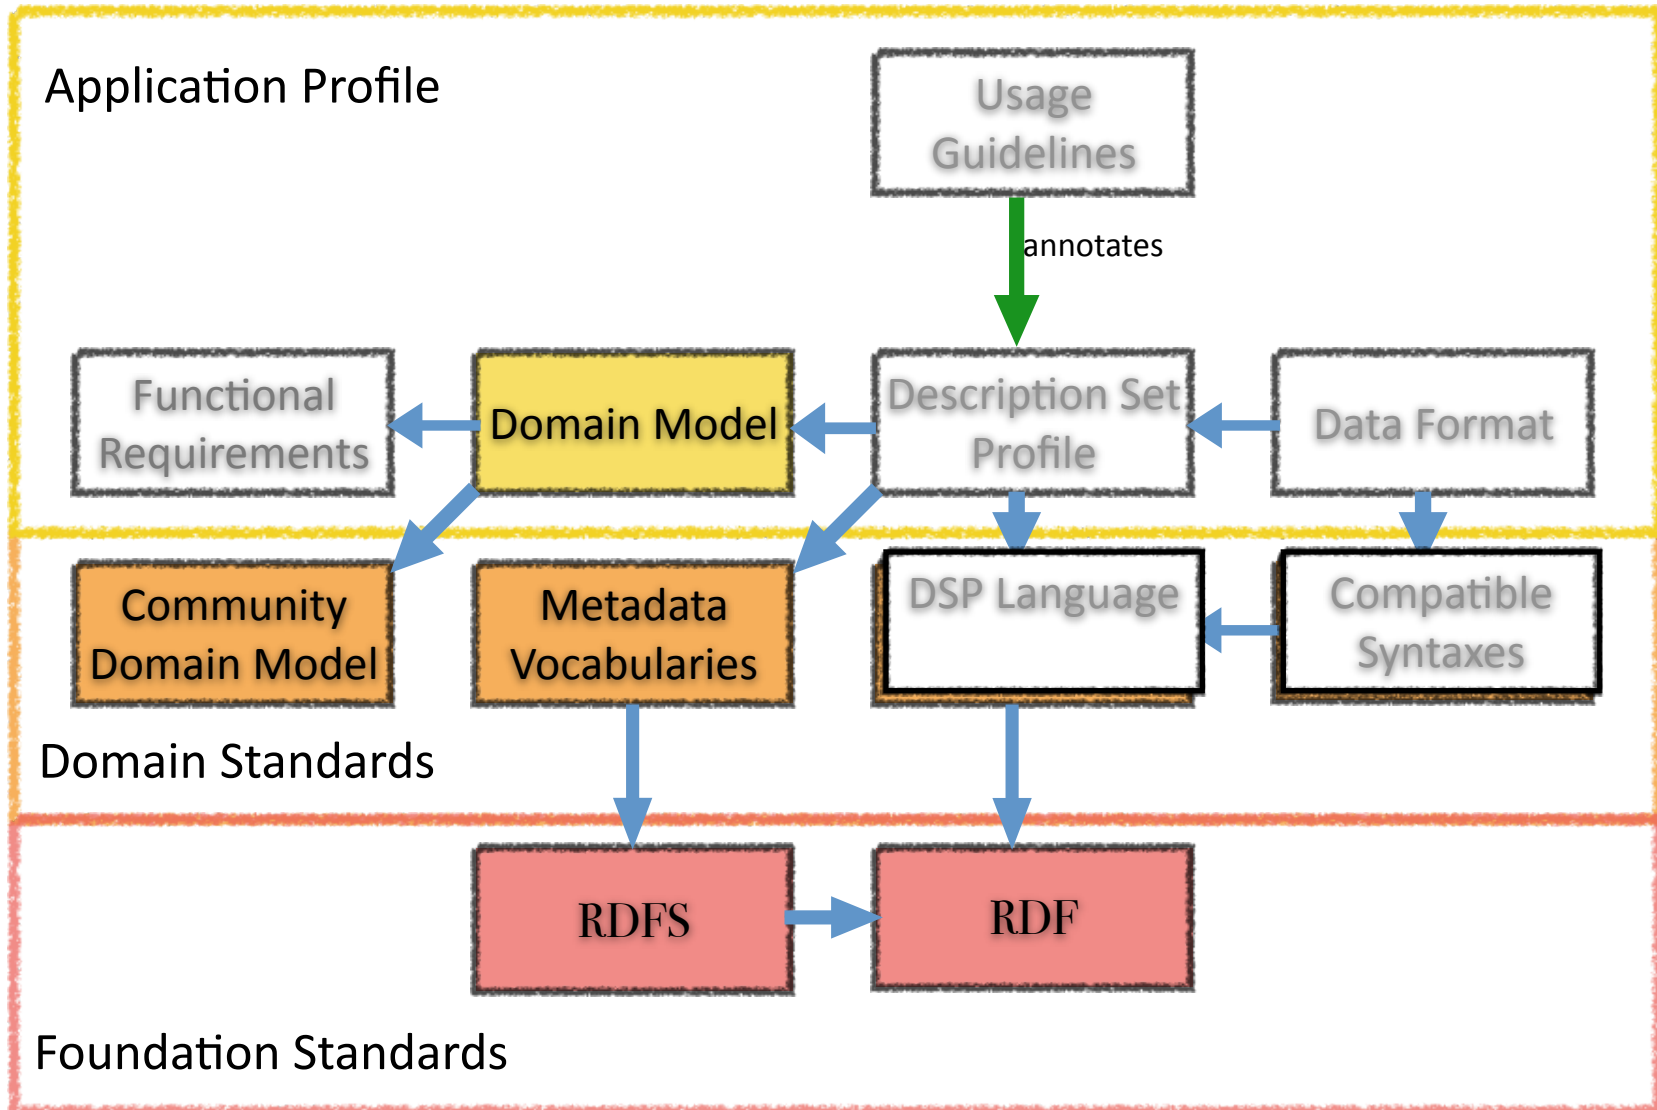 Application Profile
Usage
Guidelines
annotates
Functional
Requirements
Domain Model
Description Set
Profile
Data Format
Community
Domain Model
Metadata
Vocabularies
DSP Language
Compatible
Syntaxes
Domain Standards
RDFS
RDF
Foundation Standards